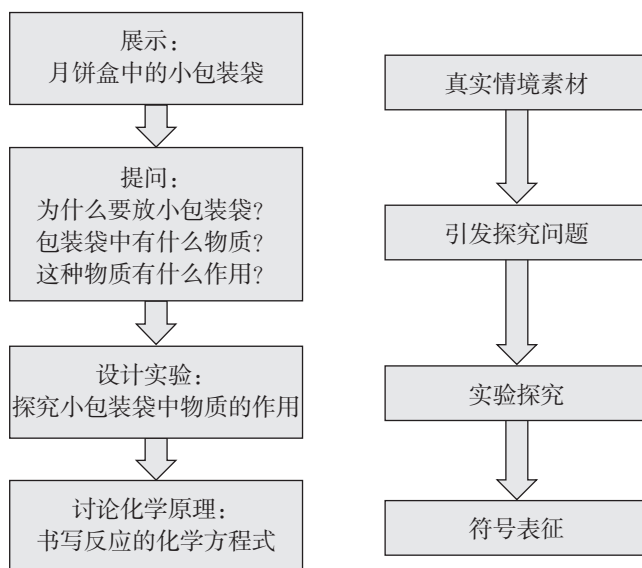 展示：
月饼盒中的小包装袋
提问：
为什么要放小包装袋？
包装袋中有什么物质？
这种物质有什么作用？
设计实验：
探究小包装袋中物质的作用
讨论化学原理：
书写反应的化学方程式
真实情境素材
引发探究问题
实验探究
符号表征